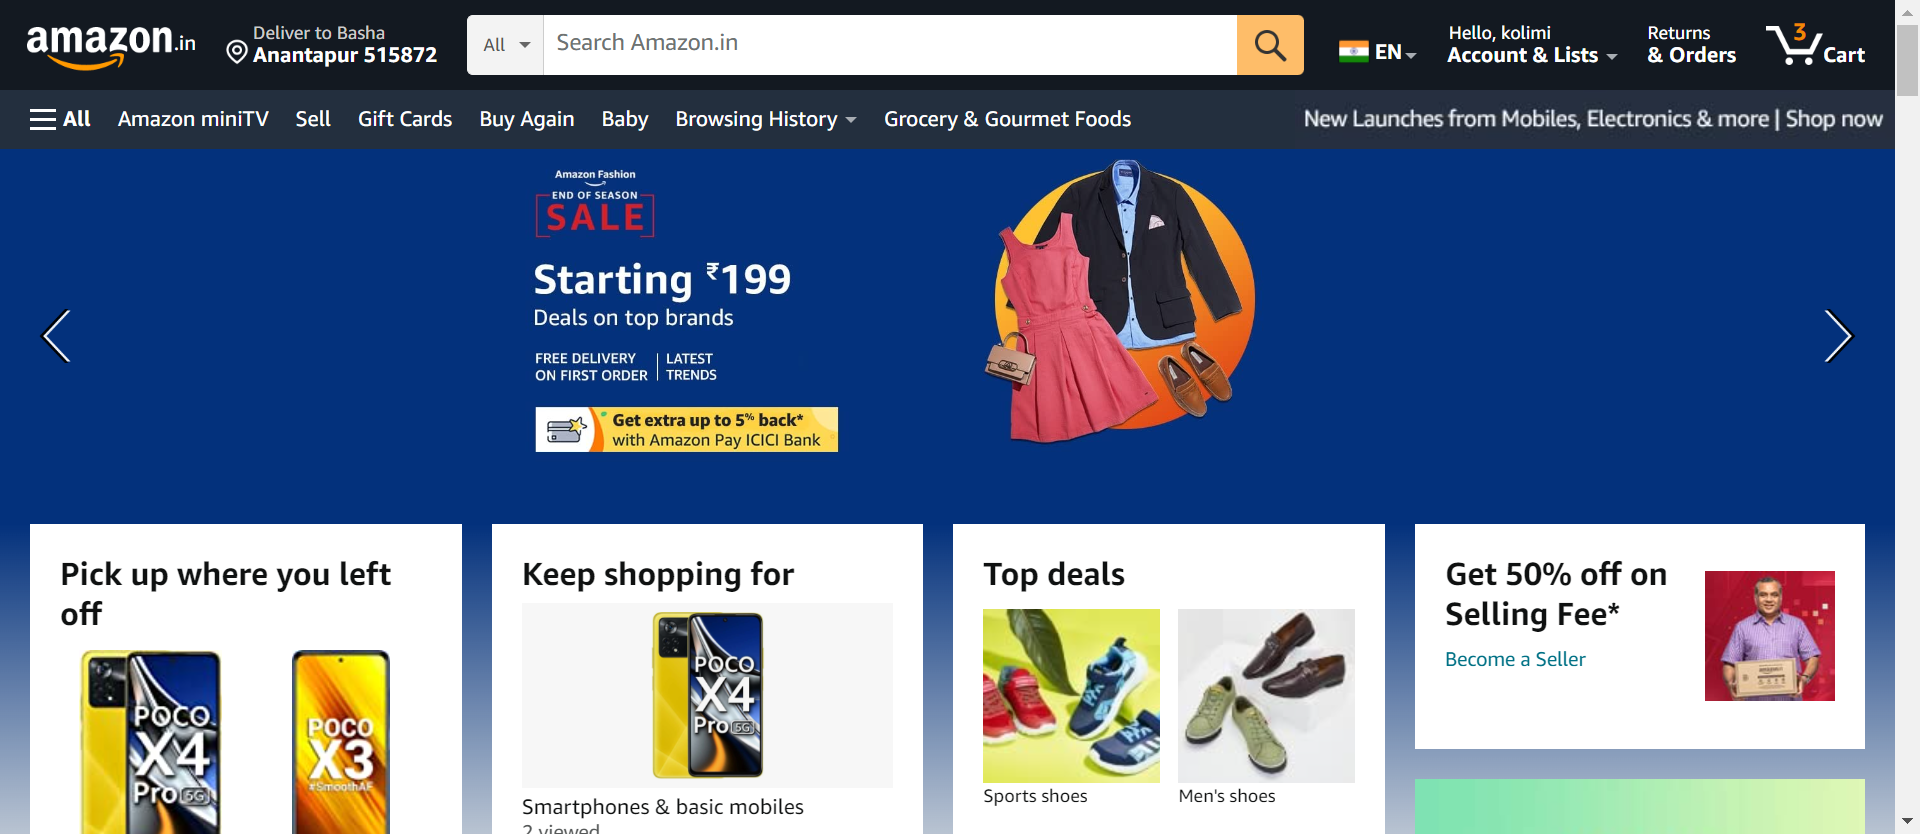 amazon.in
Deliver to Basha
Anantapur 515872
All
Search Amazon.in
EN
Hello, kolimi
Account & Lists
Returns
& Orders
3
Cart
All
Amazon miniTV
Sell
Gift Cards
Buy Again
Baby
Browsing History
Grocery & Gourmet Foods
New Launches from Mobiles, Electronics & more | Shop now
Amazon Fashion
END OF SEASON
SALE
Starting ₹199
Deals on top brands
FREE DELIVERY
ON FIRST ORDER
LATEST
TRENDS
Get extra up to 5% back*
with Amazon Pay ICICI Bank
Pick up where you left
off
POCO
X4
Pro 5G
POCO
X3
#SmoothAF
Keep shopping for
POCO
X4
Pro 5G
Smartphones & basic mobiles
2 viewed
Top deals
Sports shoes
Men's shoes
Get 50% off on
Selling Fee*
Become a Seller